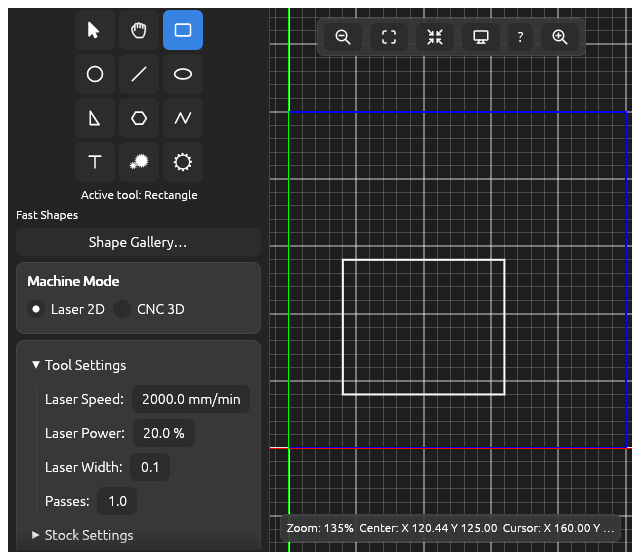 ?
T
Active tool: Rectangle
Fast Shapes
Shape Gallery...
Machine Mode
Laser 2D CNC 3D
Tool Settings
Laser Speed: 2000.0 mm/min
Laser Power: 20.0 %
Laser Width: 0.1
Passes: 1.0
Stock Settings
Zoom: 135% Center: X 120.44 Y 125.00 Cursor: X 160.00 Y ...